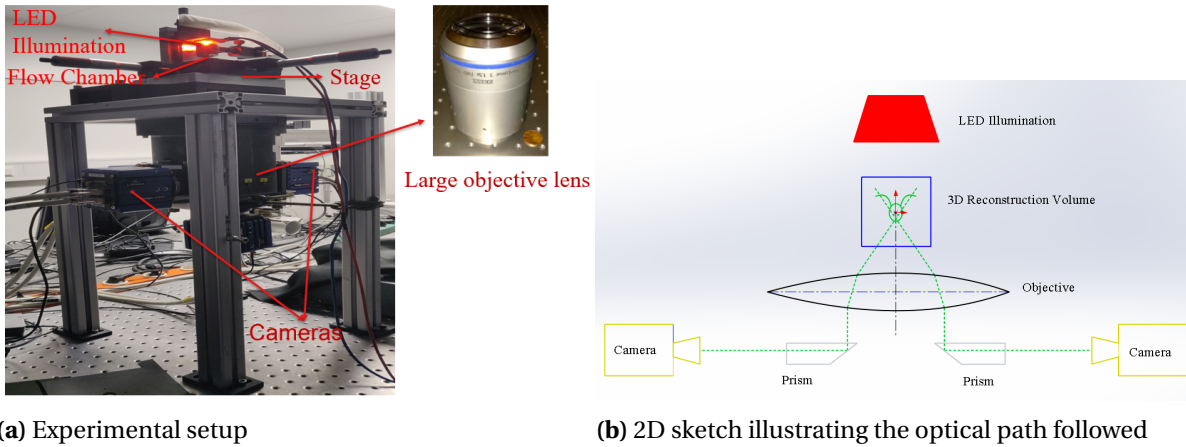 LED
Illumination
Flow Chamber
Stage
Large objective lens
Cameras
LED Illumination
3D Reconstruction Volume
Objective
Camera
Camera
Prism
Prism
(a) Experimental setup
(b) 2D sketch illustrating the optical path followed